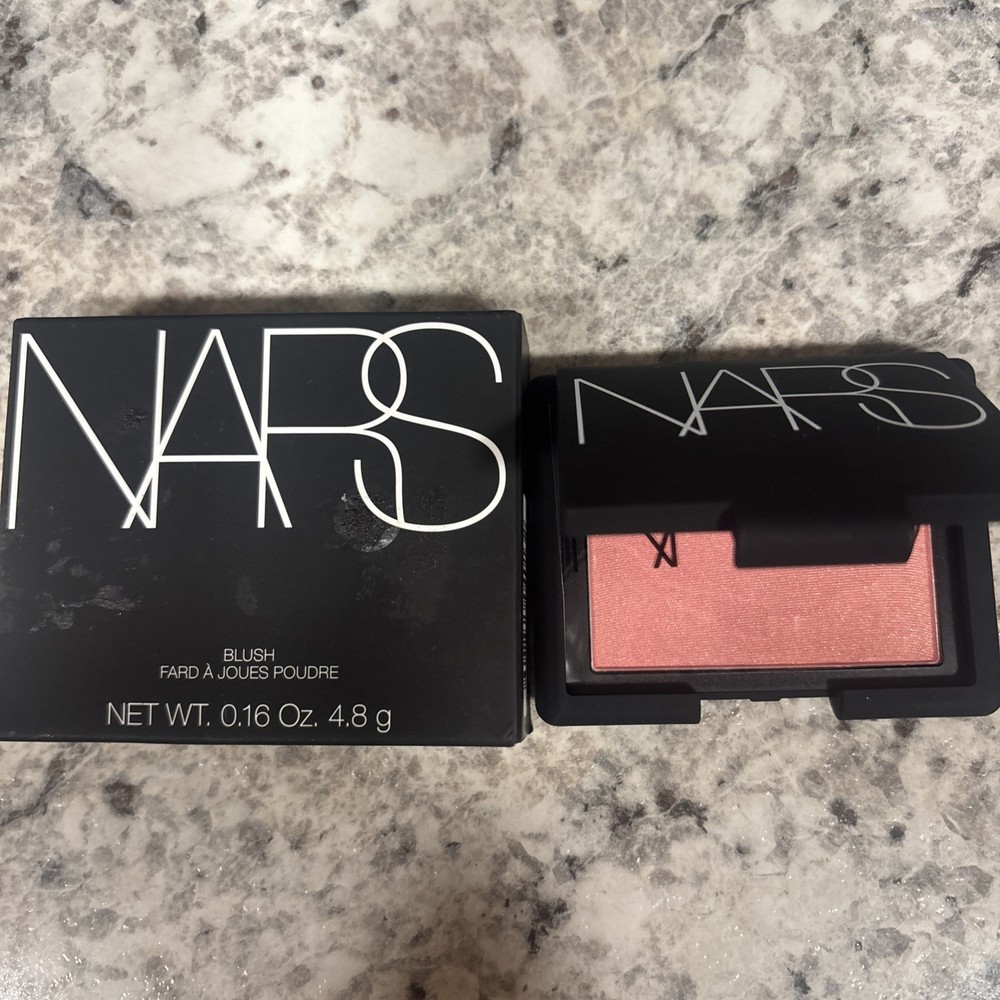 NARS
BLUSH
FARD À JOUES POUDRE
NET WT. 0.16 Oz. 4.8 g
NARS